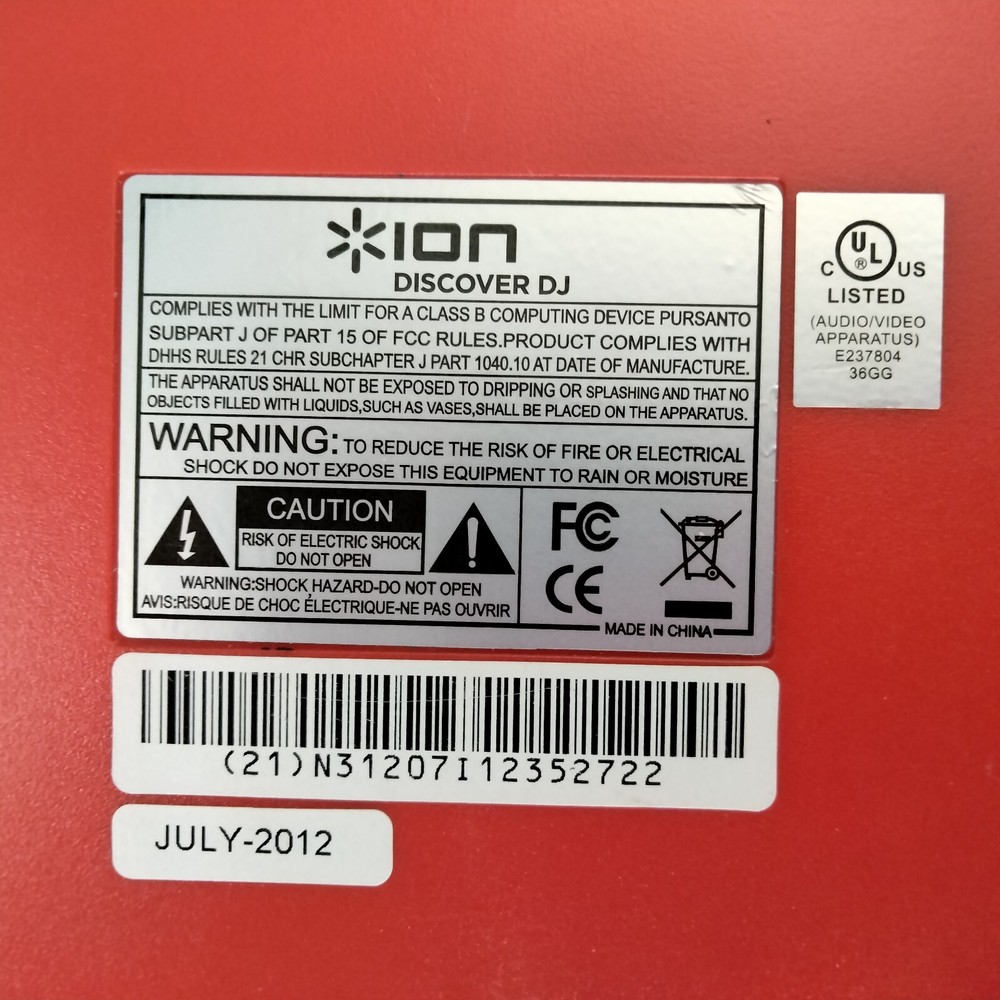 ION
DISCOVER DJ
COMPLIES WITH THE LIMIT FOR A CLASS B COMPUTING DEVICE PURSANTO
SUBPART J OF PART 15 OF FCC RULES.PRODUCT COMPLIES WITH
DHHS RULES 21 CHR SUBCHAPTER J PART 1040.10 AT DATE OF MANUFACTURE.
THE APPARATUS SHALL NOT BE EXPOSED TO DRIPPING OR SPLASHING AND THAT NO
OBJECTS FILLED WITH LIQUIDS,SUCH AS VASES,SHALL BE PLACED ON THE APPARATUS.
WARNING: TO REDUCE THE RISK OF FIRE OR ELECTRICAL
SHOCK DO NOT EXPOSE THIS EQUIPMENT TO RAIN OR MOISTURE
CAUTION
RISK OF ELECTRIC SHOCK
DO NOT OPEN
WARNING:SHOCK HAZARD-DO NOT OPEN
AVIS:RISQUE DE CHOC ÉLECTRIQUE-NE PAS OUVRIR
FC
CE
MADE IN CHINA
C UL ® US
LISTED
(AUDIO/VIDEO
APPARATUS)
E237804
36GG
(21)N31207I12352722
JULY-2012